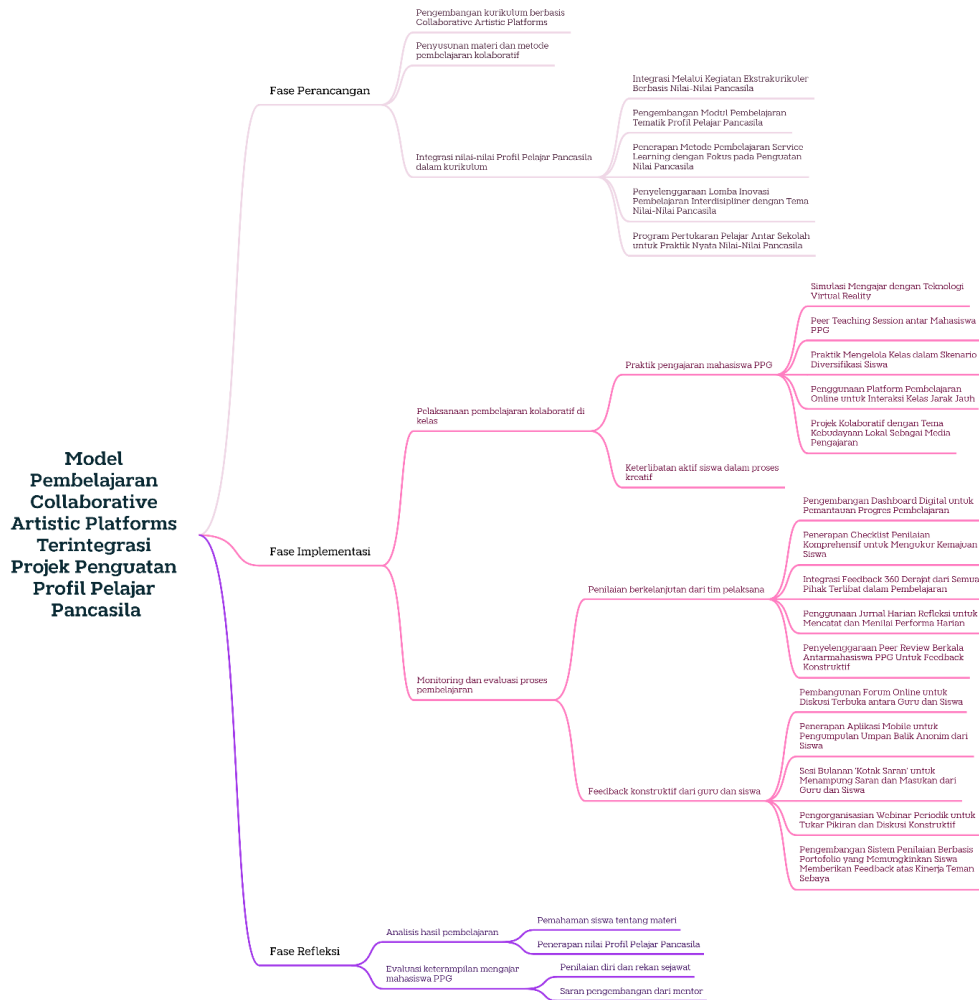 Model
Pembelajaran
Collaborative
Artistic Platforms
Terintegrasi
Projek Penguatan
Profil Pelajar
Pancasila
Fase Perancangan
Pengembangan kurikulum berbasis
Collaborative Artistic Platforms
Penyusunan materi dan metode
pembelajaran kolaboratif
Integrasi nilai-nilai Profil Pelajar Pancasila
dalam kurikulum
Integrasi Melalui Kegiatan Ekstrakurikuler
Berbasis Nilai-Nilai Pancasila
Pengembangan Modul Pembelajaran
Tematik Profil Pelajar Pancasila
Penerapan Metode Pembelajaran Service
Learning dengan Fokus pada Penguatan
Nilai Pancasila
Penyelenggaraan Lomba Inovasi
Pembelajaran Interdisipliner dengan Tema
Nilai-Nilai Pancasila
Program Pertukaran Pelajar Antar Sekolah
untuk Praktik Nyata Nilai-Nilai Pancasila
Fase Implementasi
Pelaksanaan pembelajaran kolaboratif di
kelas
Praktik pengajaran mahasiswa PPG
Simulasi Mengajar dengan Teknologi
Virtual Reality
Peer Teaching Session antar Mahasiswa
PPG
Praktik Mengelola Kelas dalam Skenario
Diversifikasi Siswa
Penggunaan Platform Pembelajaran
Online untuk Interaksi Kelas Jarak Jauh
Projek Kolaboratif dengan Tema
Kebudayaan Lokal Sebagai Media
Pengajaran
Keterlibatan aktif siswa dalam proses
kreatif
Monitoring dan evaluasi proses
pembelajaran
Penilaian berkelanjutan dari tim pelaksana
Pengembangan Dashboard Digital untuk
Pemantauan Progres Pembelajaran
Penerapan Checklist Penilaian
Komprehensif untuk Mengukur Kemajuan
Siswa
Integrasi Feedback 360 Derajat dari Semua
Pihak Terlibat dalam Pembelajaran
Penggunaan Jurnal Harian Refleksi untuk
Mencatat dan Menilai Performa Harian
Penyelenggaraan Peer Review Berkala
Antarmahasiswa PPG Untuk Feedback
Konstruktif
Feedback konstruktif dari guru dan siswa
Pembangunan Forum Online untuk
Diskusi Terbuka antara Guru dan Siswa
Penerapan Aplikasi Mobile untuk
Pengumpulan Umpan Balik Anonim dari
Siswa
Sesi Bulanan 'Kotak Saran' untuk
Menampung Saran dan Masukan dari
Guru dan Siswa
Pengorganisasian Webinar Periodik untuk
Tukar Pikiran dan Diskusi Konstruktif
Pengembangan Sistem Penilaian Berbasis
Portofolio yang Memungkinkan Siswa
Memberikan Feedback atas Kinerja Teman
Sebaya
Fase Refleksi
Analisis hasil pembelajaran
Pemahaman siswa tentang materi
Penerapan nilai Profil Pelajar Pancasila
Evaluasi keterampilan mengajar
mahasiswa PPG
Penilaian diri dan rekan sejawat
Saran pengembangan dari mentor